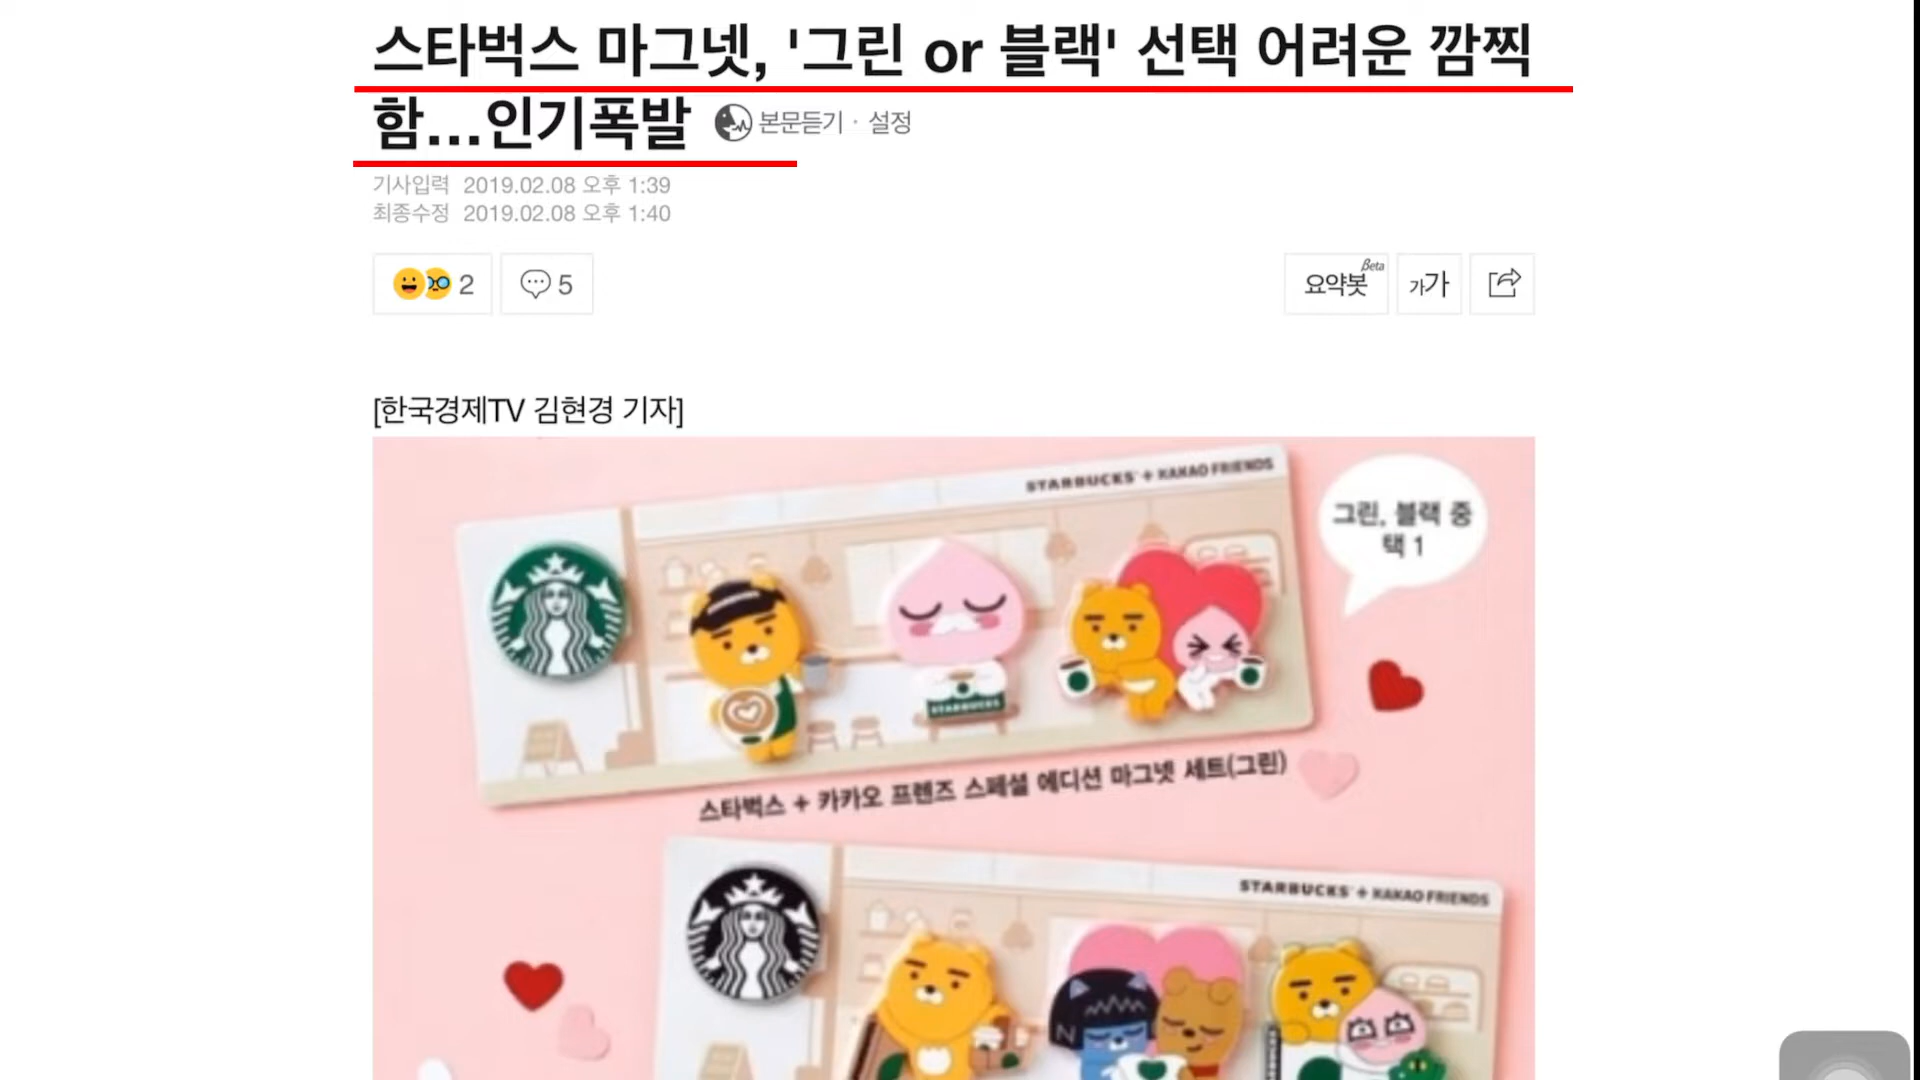 스타벅스 마그넷, '그린 or 블랙' 선택 어려운 깜찍
함...인기폭발 본문듣기 · 설정
기사입력 2019.02.08 오후 1:39
최종수정 2019.02.08 오후 1:40
2
5
요약봇 Beta
가가
[한국경제TV 김현경 기자]
STARBUCKS + KAKAO FRIENDS
그린, 블랙 중
택 1
STARBUCKS
스타벅스 + 카카오 프렌즈 스페셜 에디션 마그넷 세트(그린)
STARBUCKS + KAKAO FRIENDS
STARBUCKS